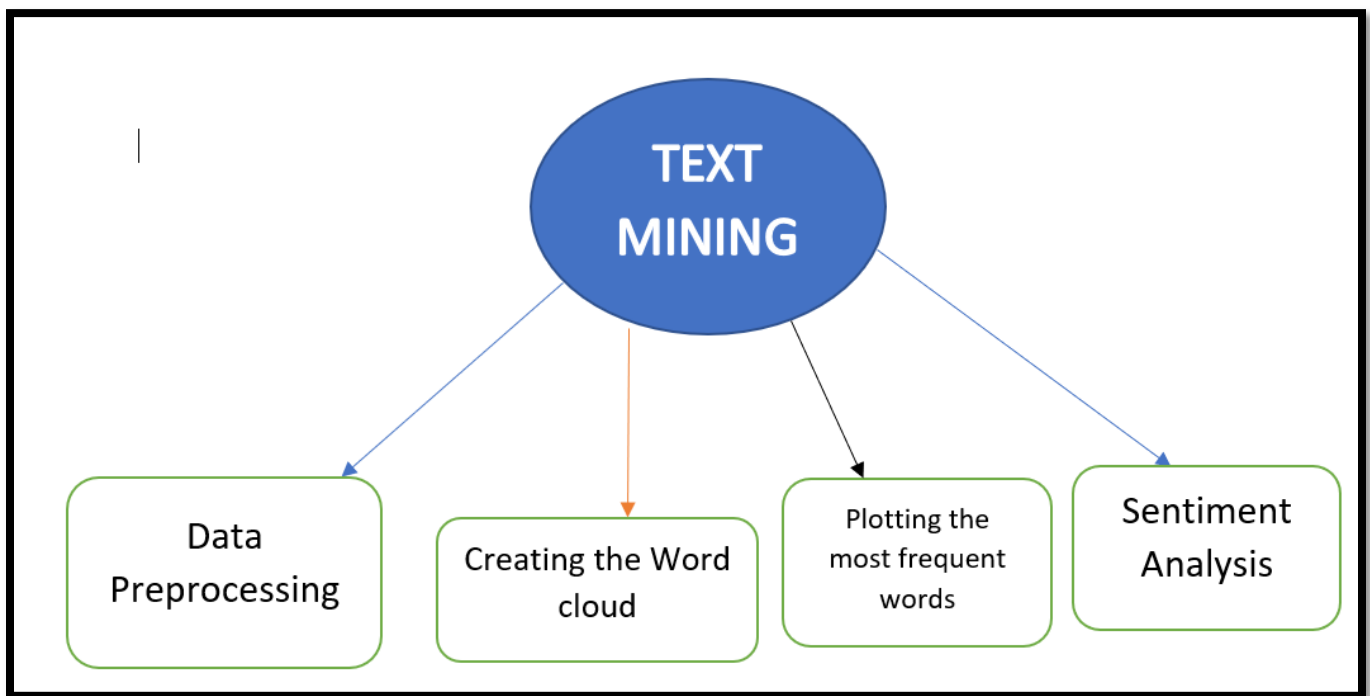 TEXT
MINING
Data
Preprocessing
Creating the Word
cloud
Plotting the
most frequent
words
Sentiment
Analysis